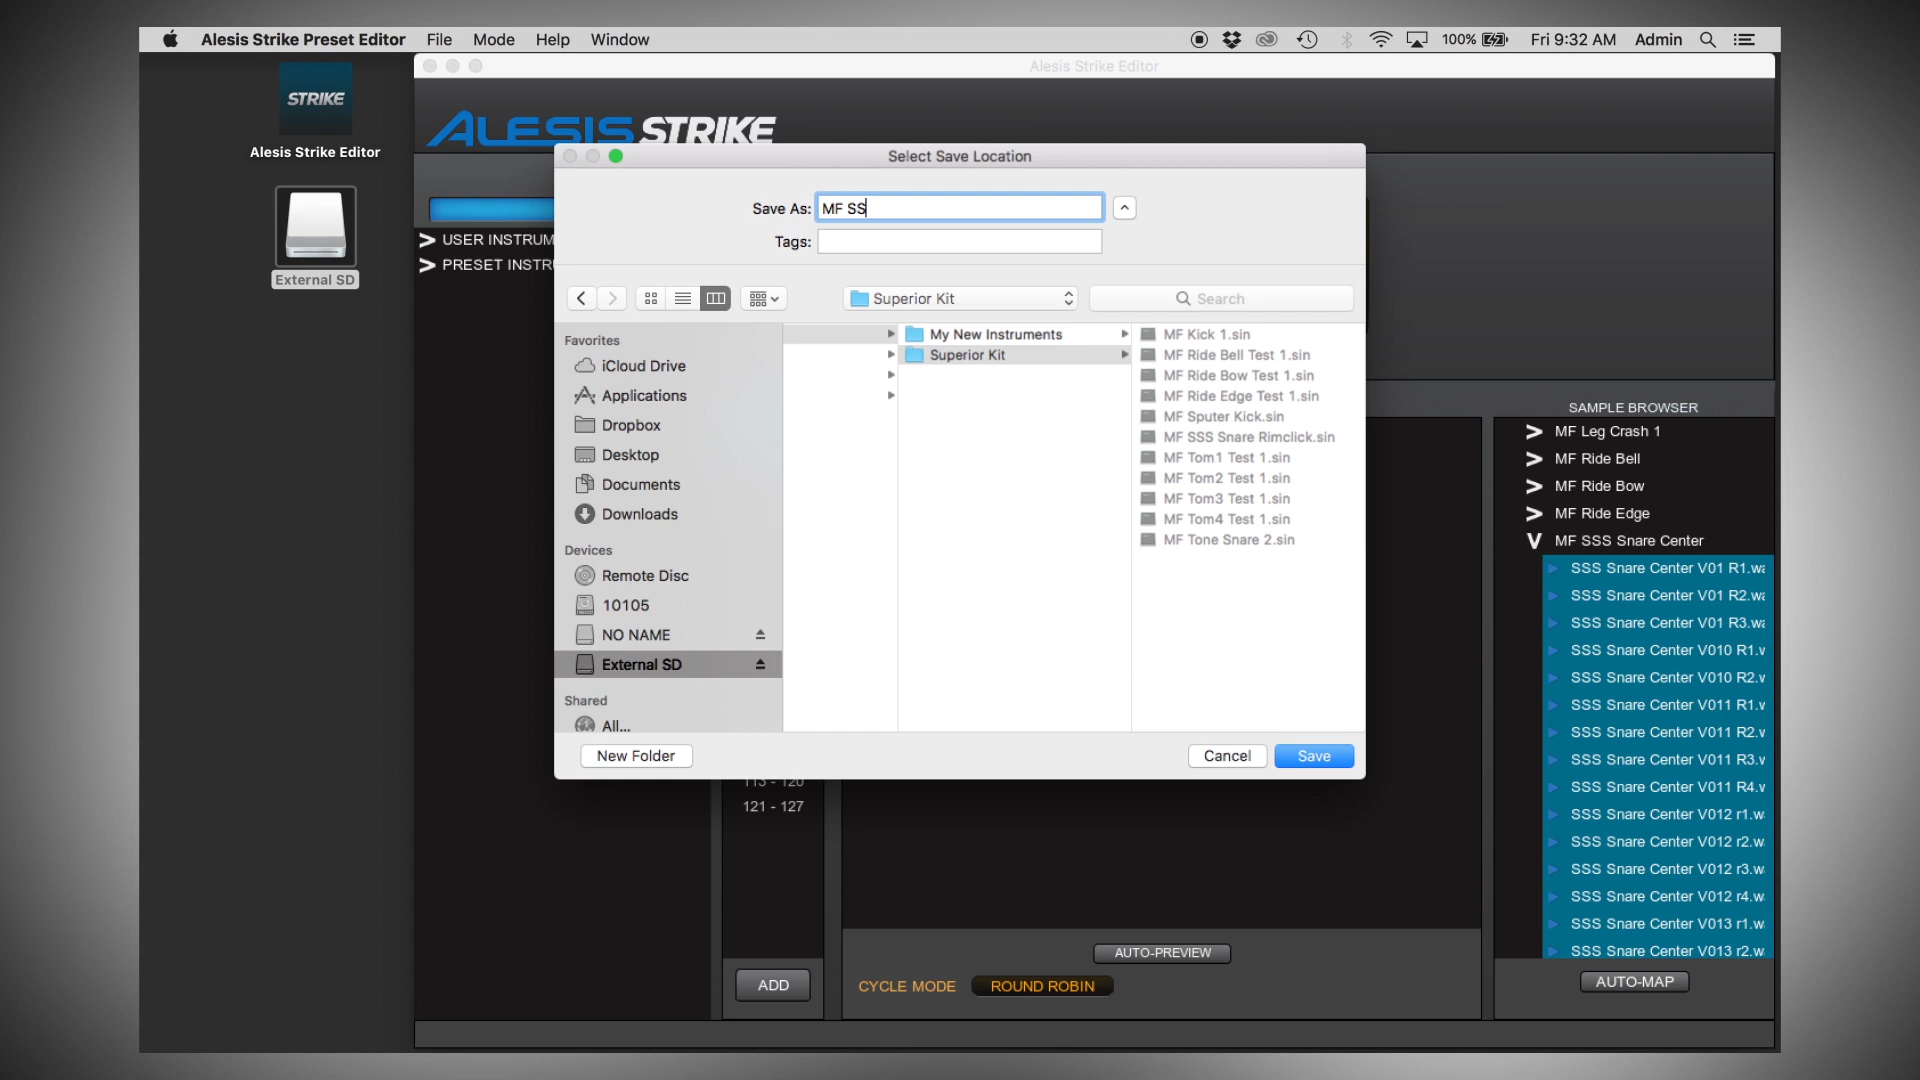 Alesis Strike Preset Editor File Mode Help Window 100% Fri 9:32 AM Admin
STRIKE
Alesis Strike Editor
External SD
Alesis Strike Editor
ALESIS STRIKE
USER INSTRUM
PRESET INSTRU
Select Save Location
Save As: MF SS
Tags:
Superior Kit
Search
Favorites
iCloud Drive
Applications
Dropbox
Desktop
Documents
Downloads
Devices
Remote Disc
10105
NO NAME
External SD
Shared
All...
My New Instruments
Superior Kit
MF Kick 1.sin
MF Ride Bell Test 1.sin
MF Ride Bow Test 1.sin
MF Ride Edge Test 1.sin
MF Sputer Kick.sin
MF SSS Snare Rimclick.sin
MF Tom1 Test 1.sin
MF Tom2 Test 1.sin
MF Tom3 Test 1.sin
MF Tom4 Test 1.sin
MF Tone Snare 2.sin
New Folder
Cancel
Save
113 - 120
121 - 127
ADD
AUTO-PREVIEW
CYCLE MODE ROUND ROBIN
SAMPLE BROWSER
MF Leg Crash 1
MF Ride Bell
MF Ride Bow
MF Ride Edge
MF SSS Snare Center
SSS Snare Center V01 R1.wa
SSS Snare Center V01 R2.wa
SSS Snare Center V01 R3.wa
SSS Snare Center V010 R1.v
SSS Snare Center V010 R2.v
SSS Snare Center V011 R1.v
SSS Snare Center V011 R2.v
SSS Snare Center V011 R3.v
SSS Snare Center V011 R4.v
SSS Snare Center V012 r1.w
SSS Snare Center V012 r2.w
SSS Snare Center V012 r3.w
SSS Snare Center V012 r4.w
SSS Snare Center V013 r1.w
SSS Snare Center V013 r2.w
AUTO-MAP